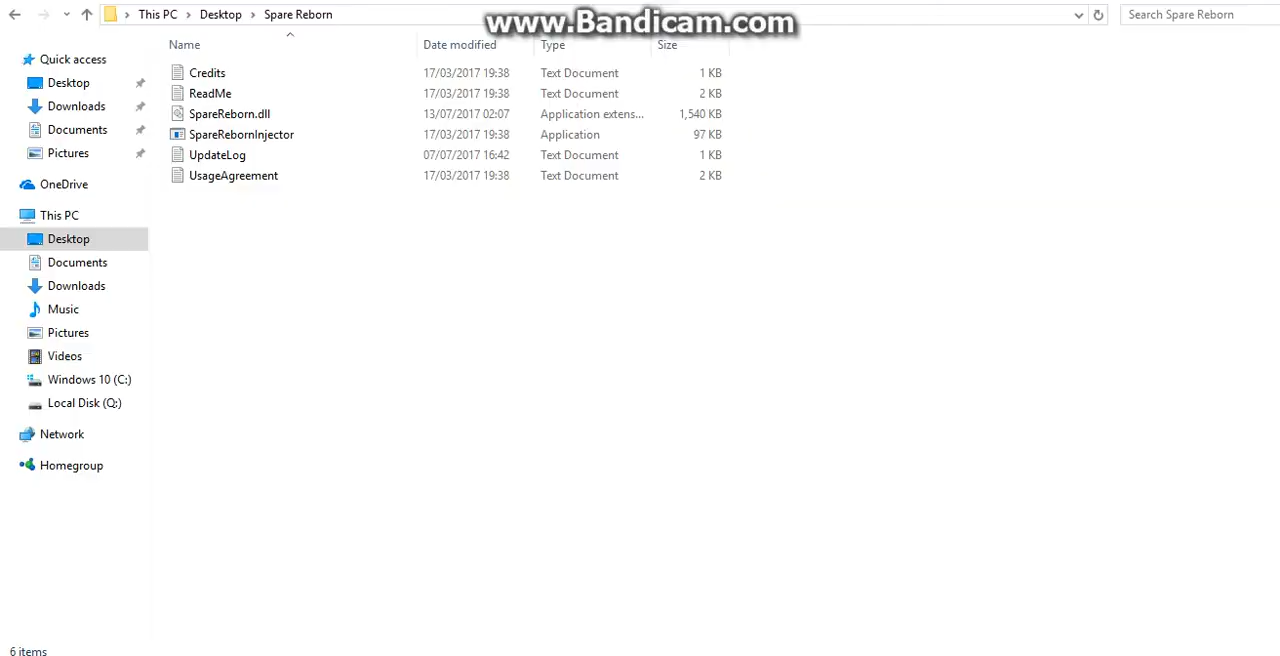 This PC > Desktop > Spare Reborn
www.Bandicam.com
Search Spare Reborn
Name Date modified Type Size
Credits 17/03/2017 19:38 Text Document 1 KB
ReadMe 17/03/2017 19:38 Text Document 2 KB
SpareReborn.dll 13/07/2017 02:07 Application extens... 1,540 KB
SpareRebornInjector 17/03/2017 19:38 Application 97 KB
UpdateLog 07/07/2017 16:42 Text Document 1 KB
UsageAgreement 17/03/2017 19:38 Text Document 2 KB
Quick access
Desktop
Downloads
Documents
Pictures
OneDrive
This PC
Desktop
Documents
Downloads
Music
Pictures
Videos
Windows 10 (C:)
Local Disk (Q:)
Network
Homegroup
6 items